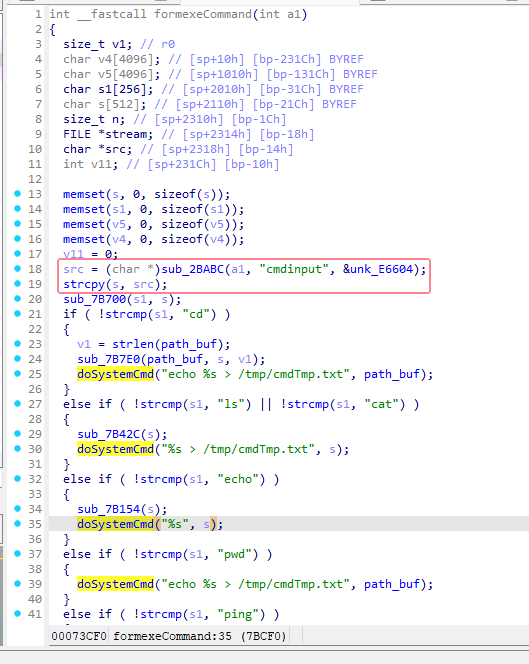 1 int __fastcall formexeCommand(int a1)
2 {
3 size_t v1; // r0
4 char v4[4096]; // [sp+10h] [bp-231Ch] BYREF
5 char v5[4096]; // [sp+1010h] [bp-131Ch] BYREF
6 char s1[256]; // [sp+2010h] [bp-31Ch] BYREF
7 char s[512]; // [sp+2110h] [bp-21Ch] BYREF
8 size_t n; // [sp+2310h] [bp-1Ch]
9 FILE *stream; // [sp+2314h] [bp-18h]
10 char *src; // [sp+2318h] [bp-14h]
11 int v11; // [sp+231Ch] [bp-10h]
12
13 memset(s, 0, sizeof(s));
14 memset(s1, 0, sizeof(s1));
15 memset(v5, 0, sizeof(v5));
16 memset(v4, 0, sizeof(v4));
17 v11 = 0;
18 src = (char *)sub_2BABC(a1, "cmdinput", &unk_E6604);
19 strcpy(s, src);
20 sub_7B700(s1, s);
21 if ( !strcmp(s1, "cd") )
22 {
23 v1 = strlen(path_buf);
24 sub_7B7E0(path_buf, s, v1);
25 doSystemCmd("echo %s > /tmp/cmdTmp.txt", path_buf);
26 }
27 else if ( !strcmp(s1, "ls") || !strcmp(s1, "cat") )
28 {
29 sub_7B42C(s);
30 doSystemCmd("%s > /tmp/cmdTmp.txt", s);
31 }
32 else if ( !strcmp(s1, "echo") )
33 {
34 sub_7B154(s);
35 doSystemCmd("%s", s);
36 }
37 else if ( !strcmp(s1, "pwd") )
38 {
39 doSystemCmd("echo %s > /tmp/cmdTmp.txt", path_buf);
40 }
41 else if ( !strcmp(s1, "ping") )
00073CF0 formexeCommand:35 (7BCF0)